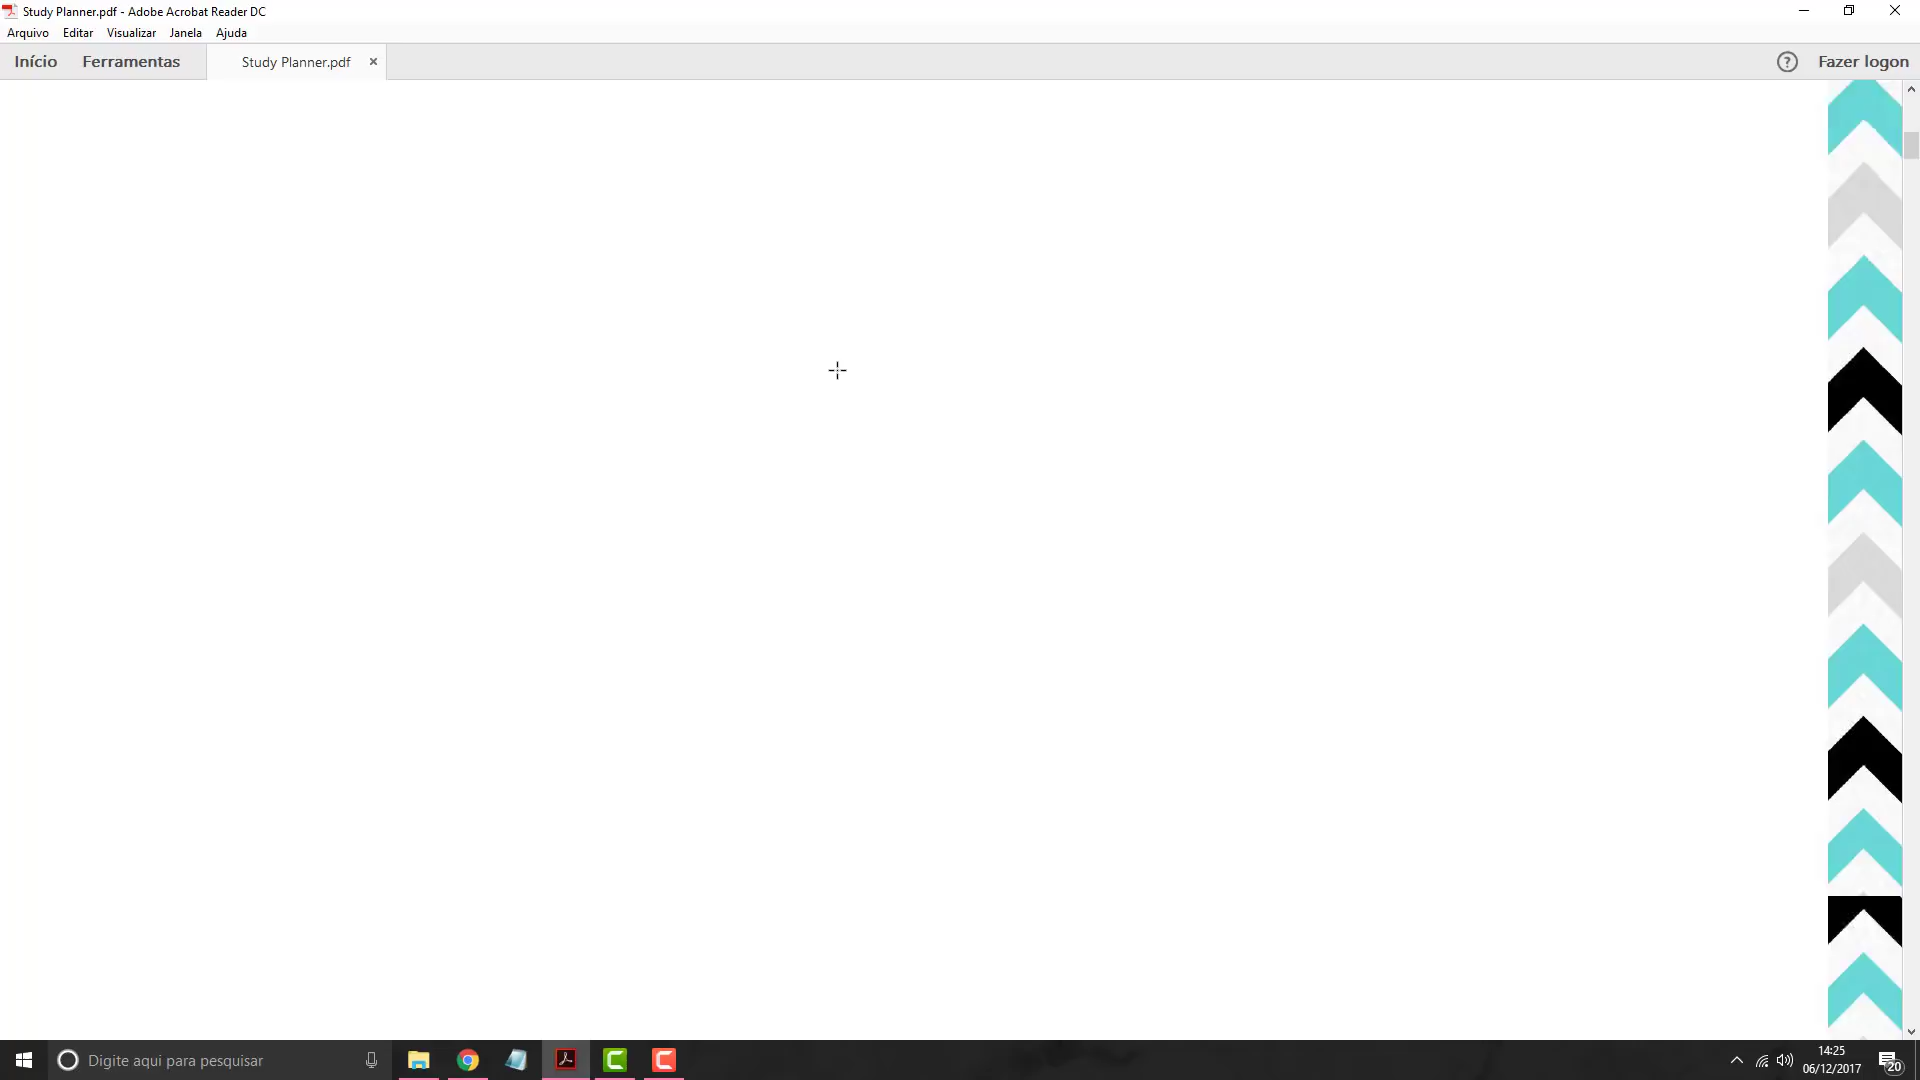 Study Planner.pdf - Adobe Acrobat Reader DC
Arquivo Editar Visualizar Janela Ajuda
Início Ferramentas Study Planner.pdf × ? Fazer logon
Digite aqui para pesquisar
14:25
06/12/2017
20